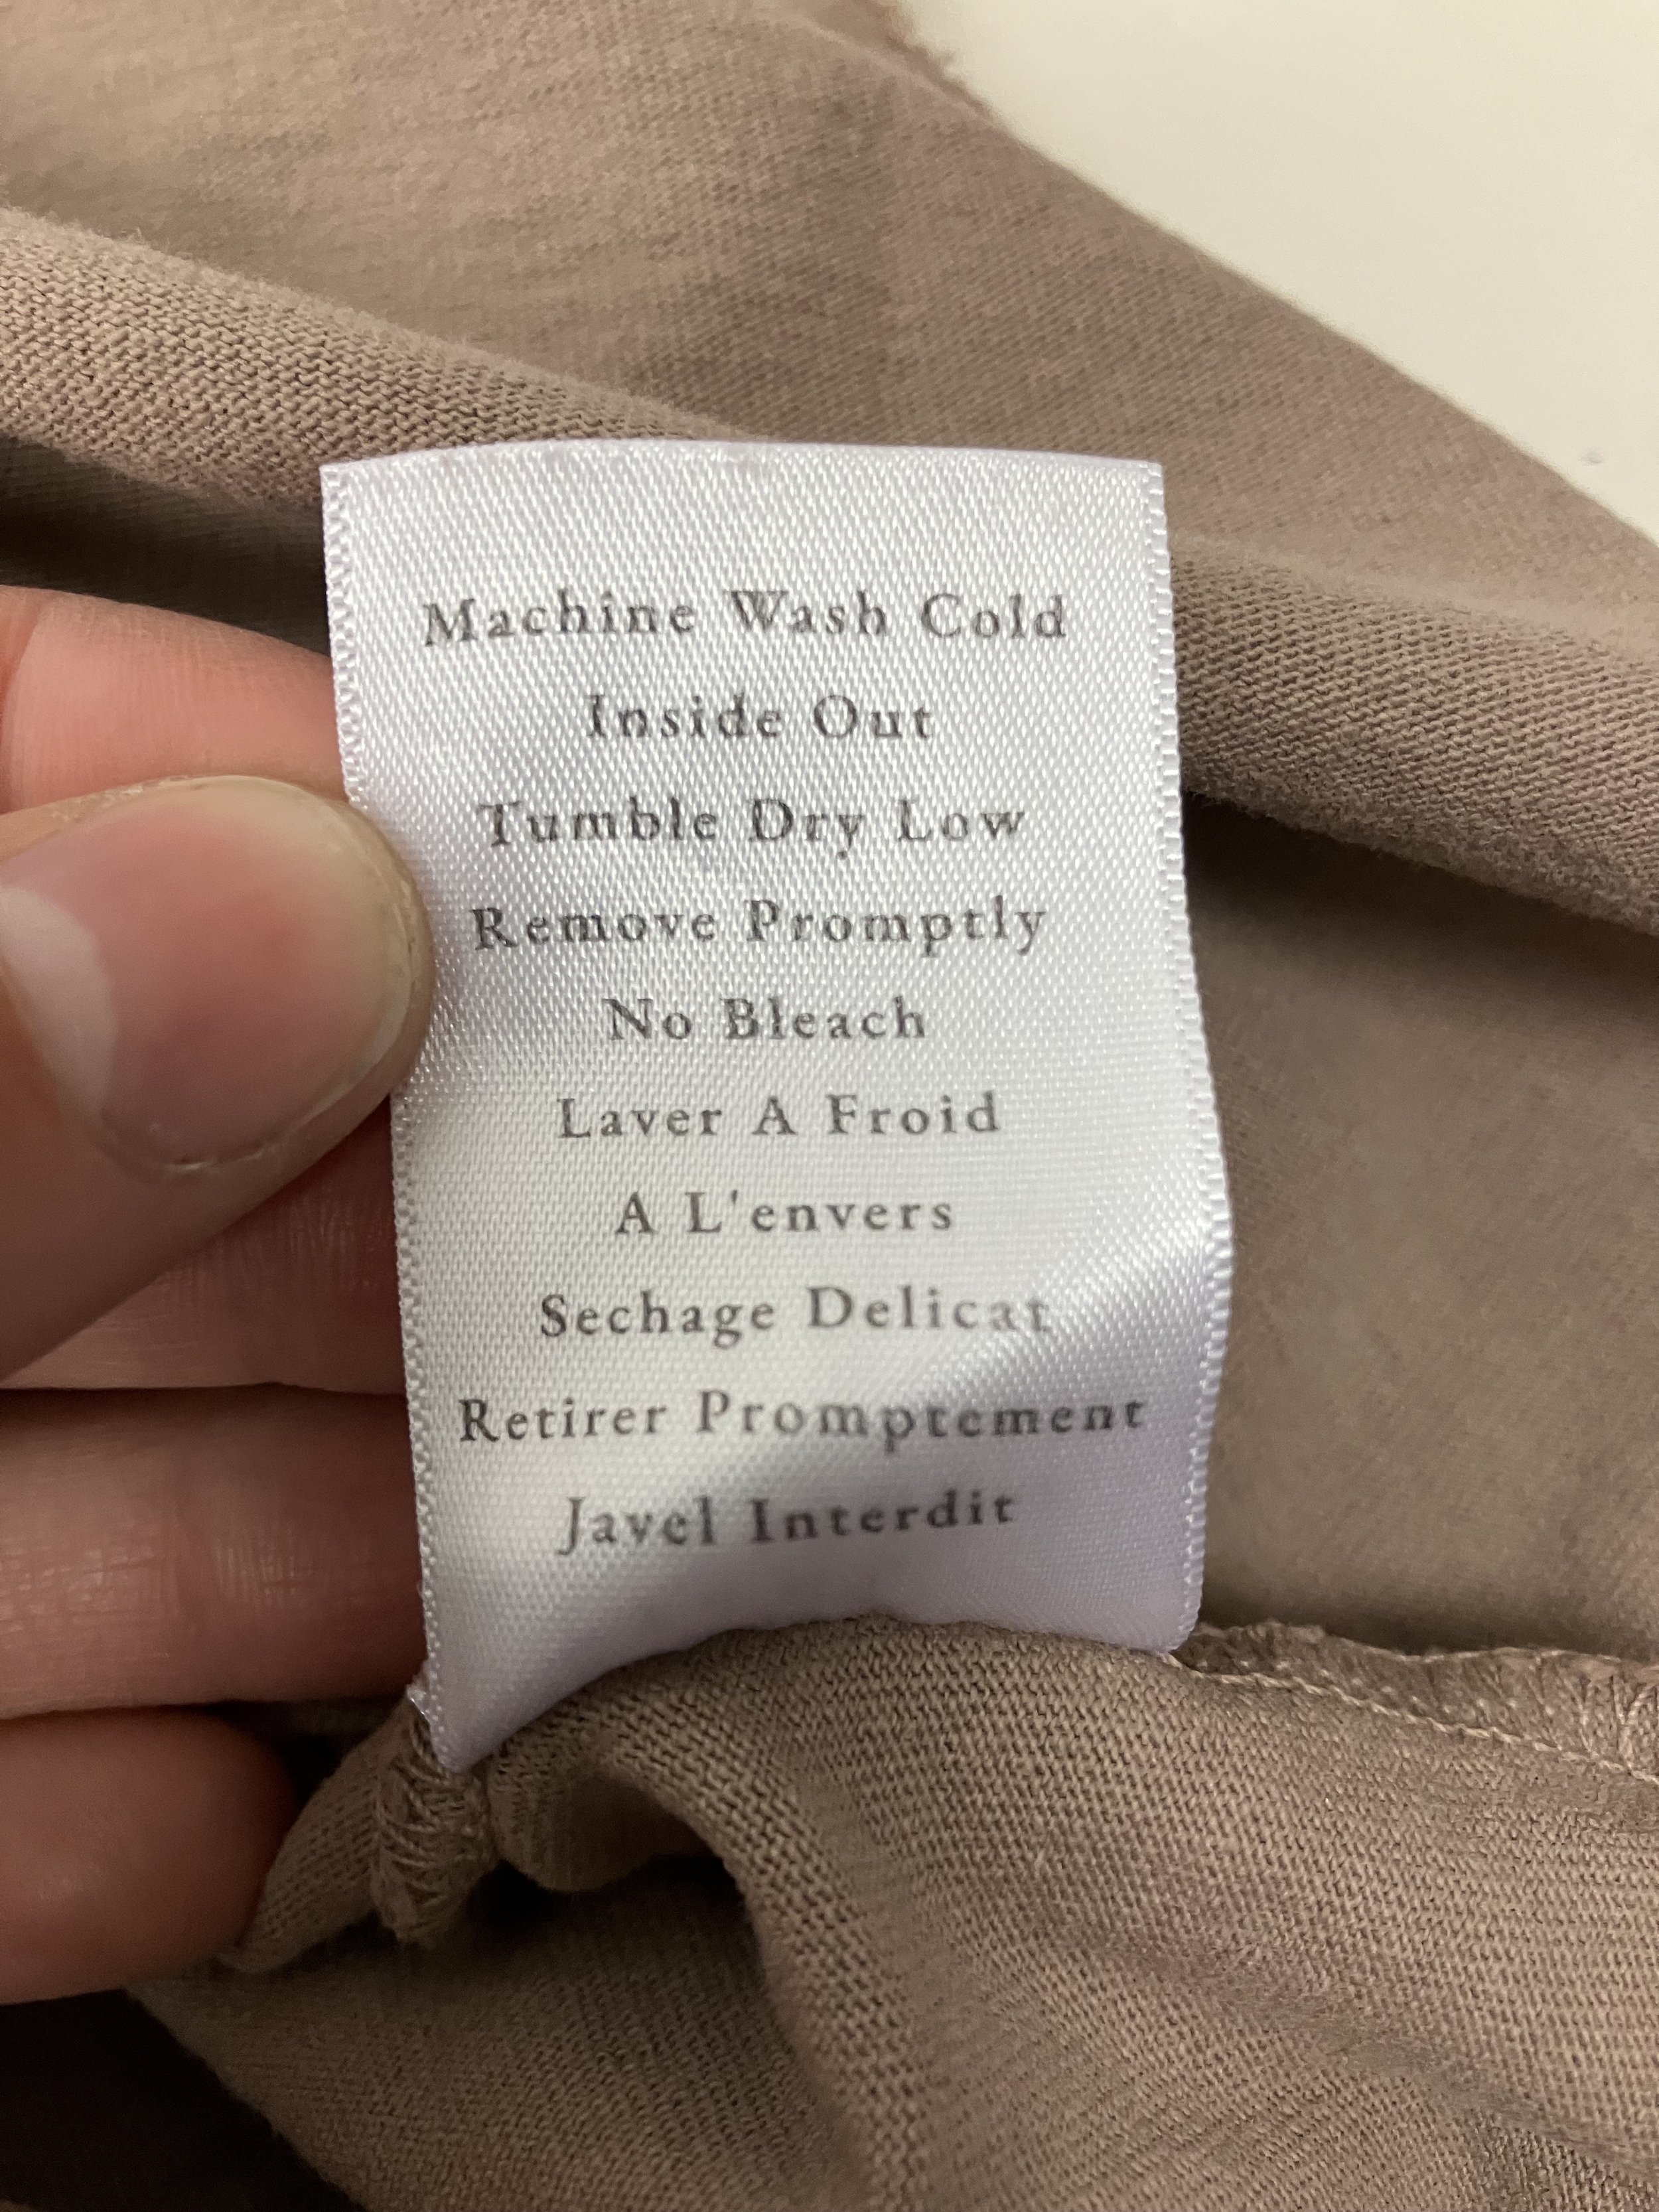 Machine Wash Cold
Inside Out
Tumble Dry Low
Remove Promptly
No Bleach
Laver A Froid
A L'envers
Sechage Delicat
Retirer Promptement
Javel Interdit